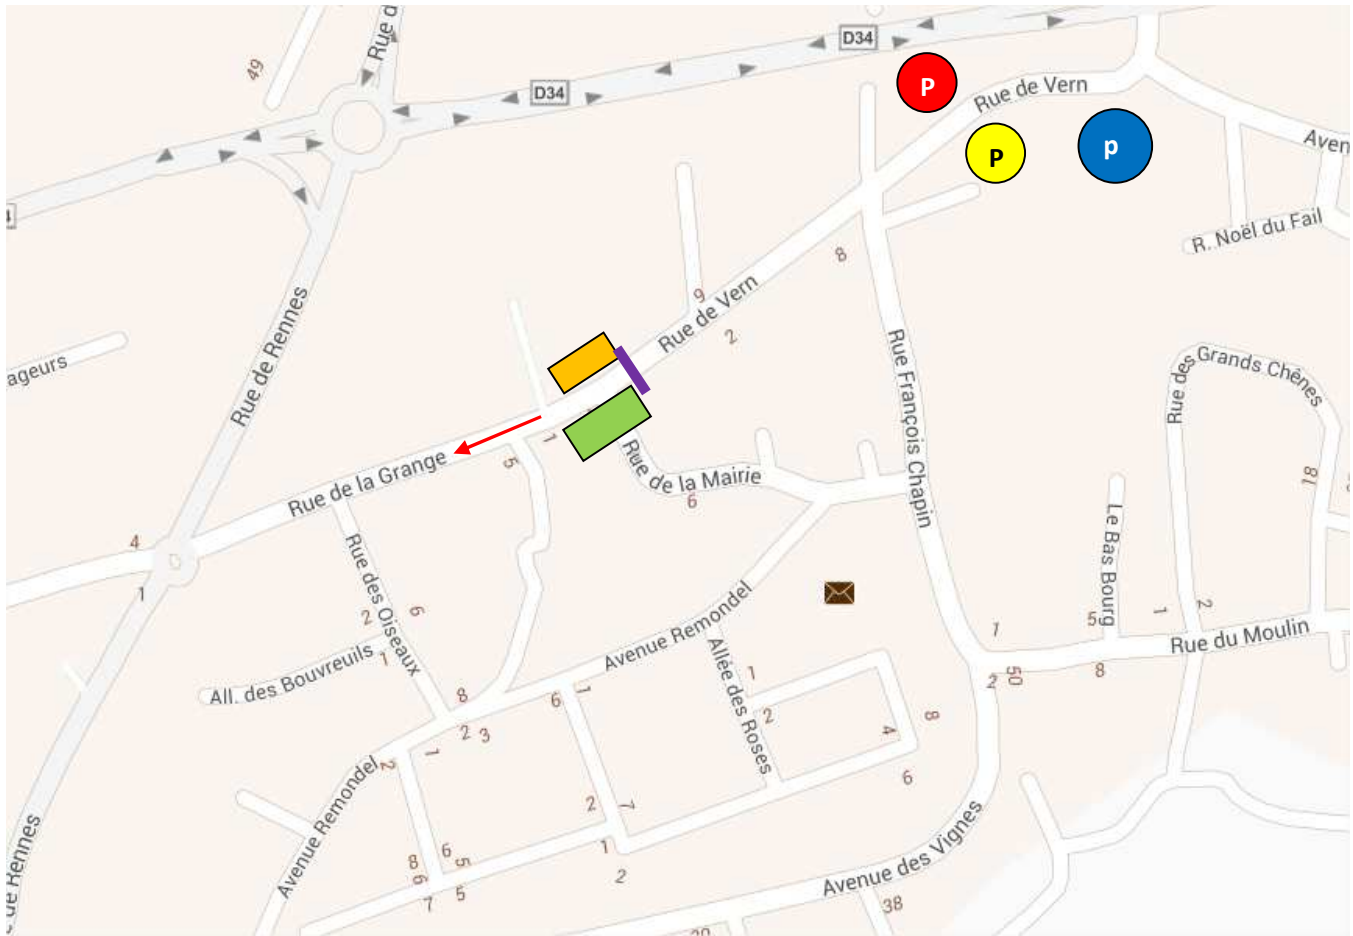 Rue d
49
D34
D34
P
Rue de Vern
P
p
Aven
4
R. Noël du Fail
8
9
Rue de Vern
2
Rue de Rennes
ageurs
Rue François Chapin
Rue des Grands Chênes
1
5
Rue de la Grange
Rue de la Mairie
6
18
Le Bas Bourg
4
1
Rue des Oiseaux
2
6
1
All. des Bouvreuils
Avenue Remondel
Allée des Roses
1
2
8
4
6
1
2
50
5
8
1
2
Rue du Moulin
8
2
3
6
1
1
2
Avenue Remondel
2
7
1
2
8
6
6
5
7
5
Avenue des Vignes
38
de Rennes